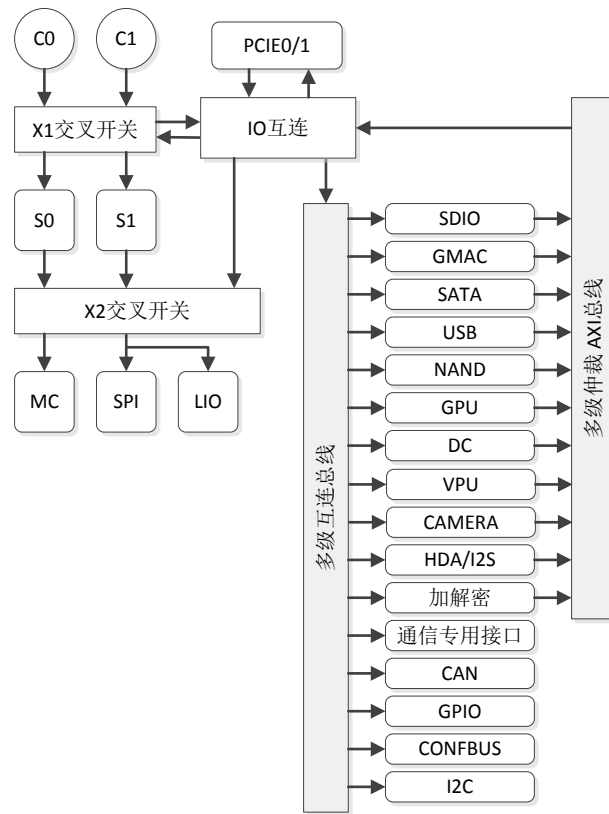 C0
C1
PCIE0/1
X1交叉开关
IO互连
S0
S1
X2交叉开关
MC
SPI
LIO
多级互连总线
SDIO
GMAC
SATA
USB
NAND
GPU
DC
VPU
CAMERA
HDA/I2S
加解密
通信专用接口
CAN
GPIO
CONFBUS
I2C
多级仲裁AXI总线